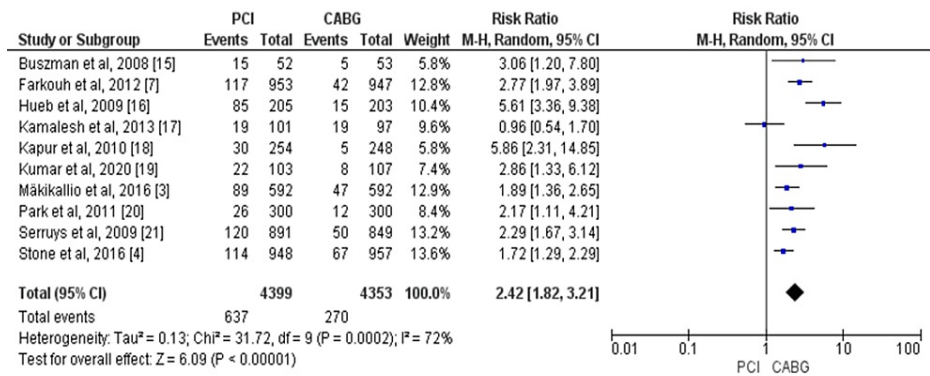 PCI CABG Risk Ratio Risk Ratio
Study or Subgroup Events Total Events Total Weight M-H, Random, 95% CI M-H, Random, 95% CI
Buszman et al, 2008 [15] 15 52 5 53 5.8% 3.06 [1.20, 7.80]
Farkouh et al, 2012 [7] 117 953 42 947 12.8% 2.77 [1.97, 3.89]
Hueb et al, 2009 [16] 85 205 15 203 10.4% 5.61 [3.36, 9.38]
Kamalesh et al, 2013 [17] 19 101 19 97 9.6% 0.96 [0.54, 1.70]
Kapur et al, 2010 [18] 30 254 5 248 5.8% 5.86 [2.31, 14.85]
Kumar et al, 2020 [19] 22 103 8 107 7.4% 2.86 [1.33, 6.12]
Mäkikallio et al, 2016 [3] 89 592 47 592 12.9% 1.89 [1.36, 2.65]
Park et al, 2011 [20] 26 300 12 300 8.4% 2.17 [1.11, 4.21]
Serruys et al, 2009 [21] 120 891 50 849 13.2% 2.29 [1.67, 3.14]
Stone et al, 2016 [4] 114 948 67 957 13.6% 1.72 [1.29, 2.29]
Total (95% CI) 4399 4353 100.0% 2.42 [1.82, 3.21]
Total events 637 270
Heterogeneity: Tau² = 0.13; Chi² = 31.72, df = 9 (P = 0.0002); I² = 72%
Test for overall effect: Z = 6.09 (P < 0.00001)
0.01 0.1 1 10 100
PCI CABG